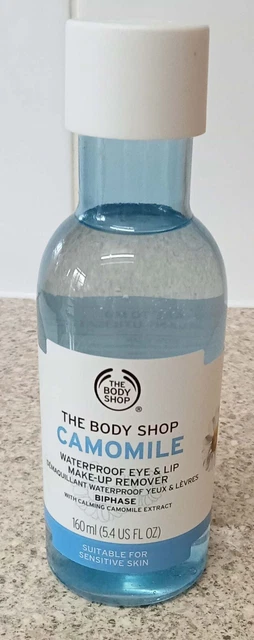 THE
BODY
SHOP
®
THE BODY SHOP
CAMOMILE
WATERPROOF EYE & LIP
MAKE-UP REMOVER
DÉMAQUILLANT WATERPROOF YEUX & LÈVRES
BIPHASE
WITH CALMING CAMOMILE EXTRACT
160 ml (5.4 US FL OZ)
SUITABLE FOR
SENSITIVE SKIN